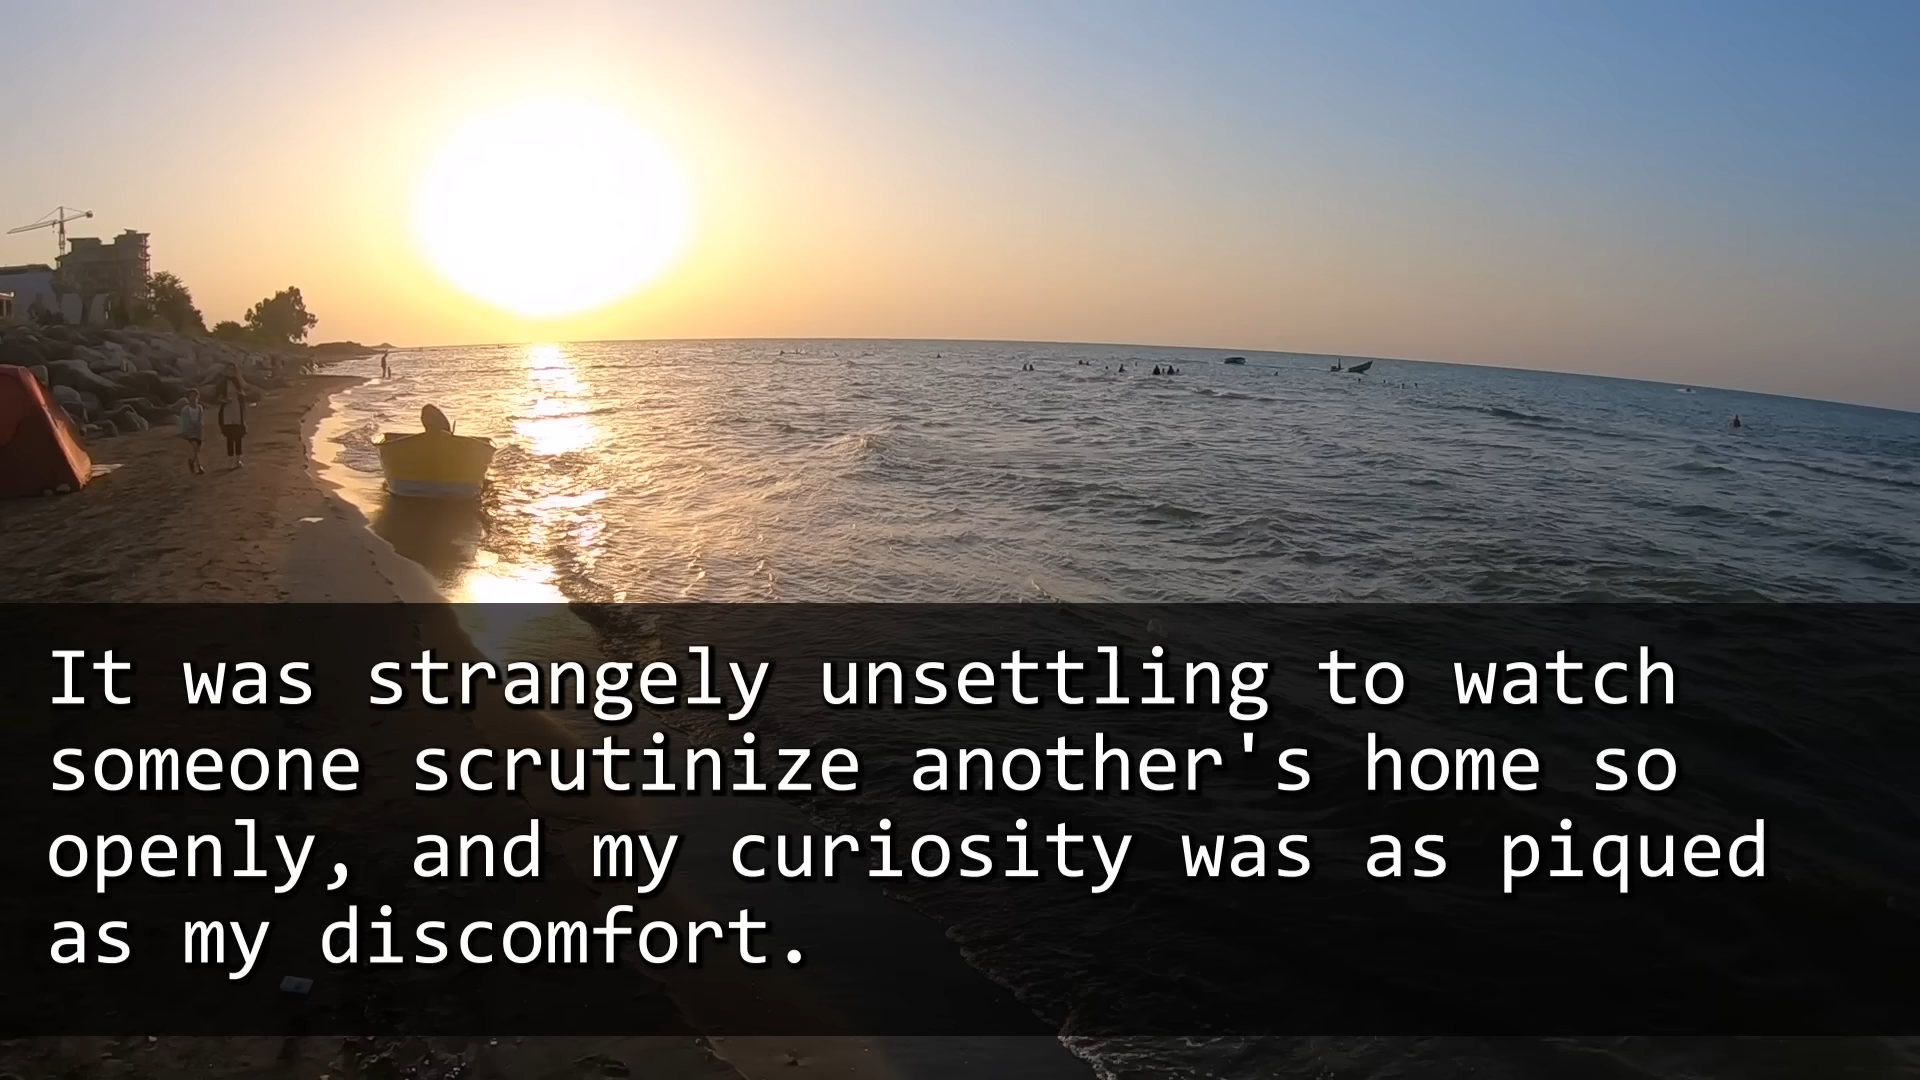 It was strangely unsettling to watch
someone scrutinize another's home so
openly, and my curiosity was as piqued
as my discomfort.